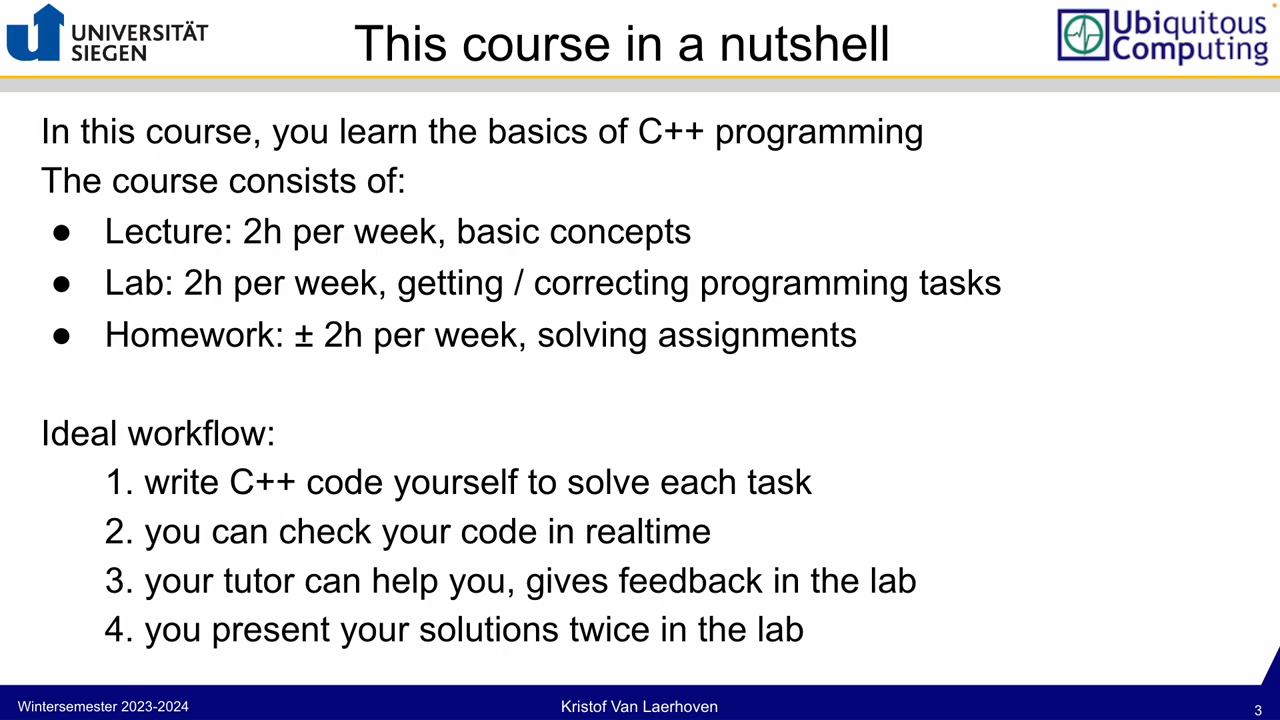 UNIVERSITÄT
SIEGEN
This course in a nutshell
Ubiquitous
Computing
In this course, you learn the basics of C++ programming
The course consists of:
● Lecture: 2h per week, basic concepts
● Lab: 2h per week, getting / correcting programming tasks
● Homework: ± 2h per week, solving assignments
Ideal workflow:
1. write C++ code yourself to solve each task
2. you can check your code in realtime
3. your tutor can help you, gives feedback in the lab
4. you present your solutions twice in the lab
Wintersemester 2023-2024
Kristof Van Laerhoven
3